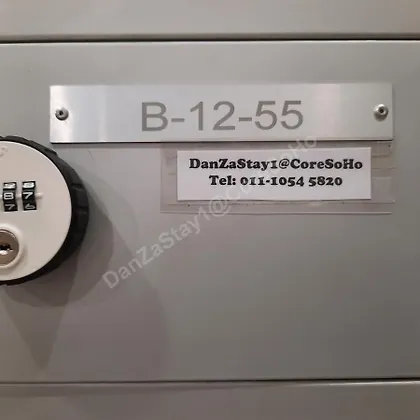 B-12-55
DanZaStay1@CoreSoHo
Tel: 011-1054 5820
DanZaStay1@CoreSoHo